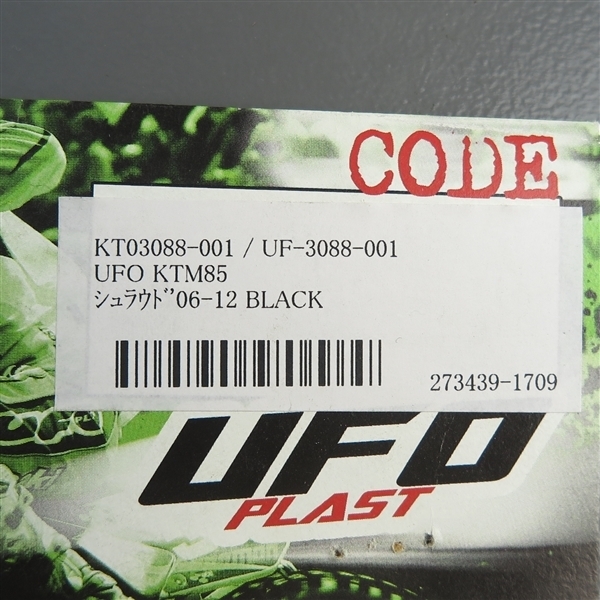 CODE
KT03088-001 / UF-3088-001
UFO KTM85
ｼｭﾗｳﾄﾞ'06-12 BLACK
273439-1709
UFO
PLAST